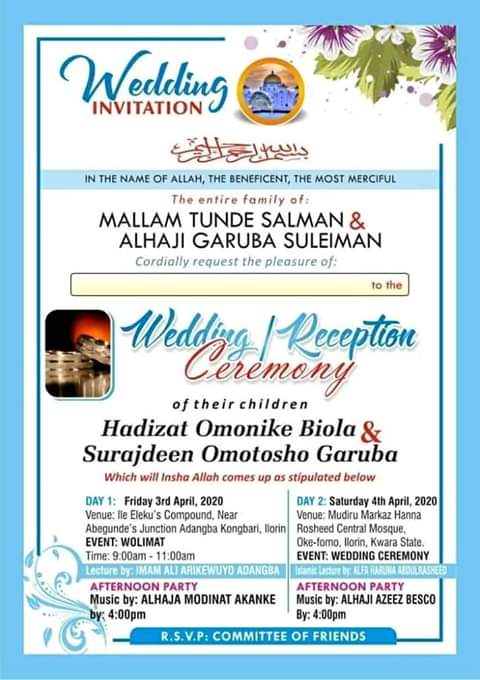 Wedding
INVITATION
بسم الله الرحمن الرحيم
IN THE NAME OF ALLAH, THE BENEFICENT, THE MOST MERCIFUL
The entire family of:
MALLAM TUNDE SALMAN &
ALHAJI GARUBA SULEIMAN
Cordially request the pleasure of:
to the
Wedding / Reception
Ceremony
of their children
Hadizat Omonike Biola &
Surajdeen Omotosho Garuba
Which will Insha Allah comes up as stipulated below
DAY 1: Friday 3rd April, 2020
Venue: Ile Eleku's Compound, Near
Abegunde's Junction Adangba Kongbari, Ilorin
EVENT: WOLIMAT
Time: 9:00am - 11:00am
Lecture by: IMAM ALI ARIKEWUYO ADANGBA
AFTERNOON PARTY
Music by: ALHAJA MODINAT AKANKE
by: 4:00pm
DAY 2: Saturday 4th April, 2020
Venue: Mudiru Markaz Hanna
Rosheed Central Mosque,
Oke-fomo, Ilorin, Kwara State.
EVENT: WEDDING CEREMONY
Islamic Lecture by: ALFA HARUNA ABDULRASHEED
AFTERNOON PARTY
Music by: ALHAJI AZEEZ BESCO
By: 4:00pm
R.S.V.P: COMMITTEE OF FRIENDS